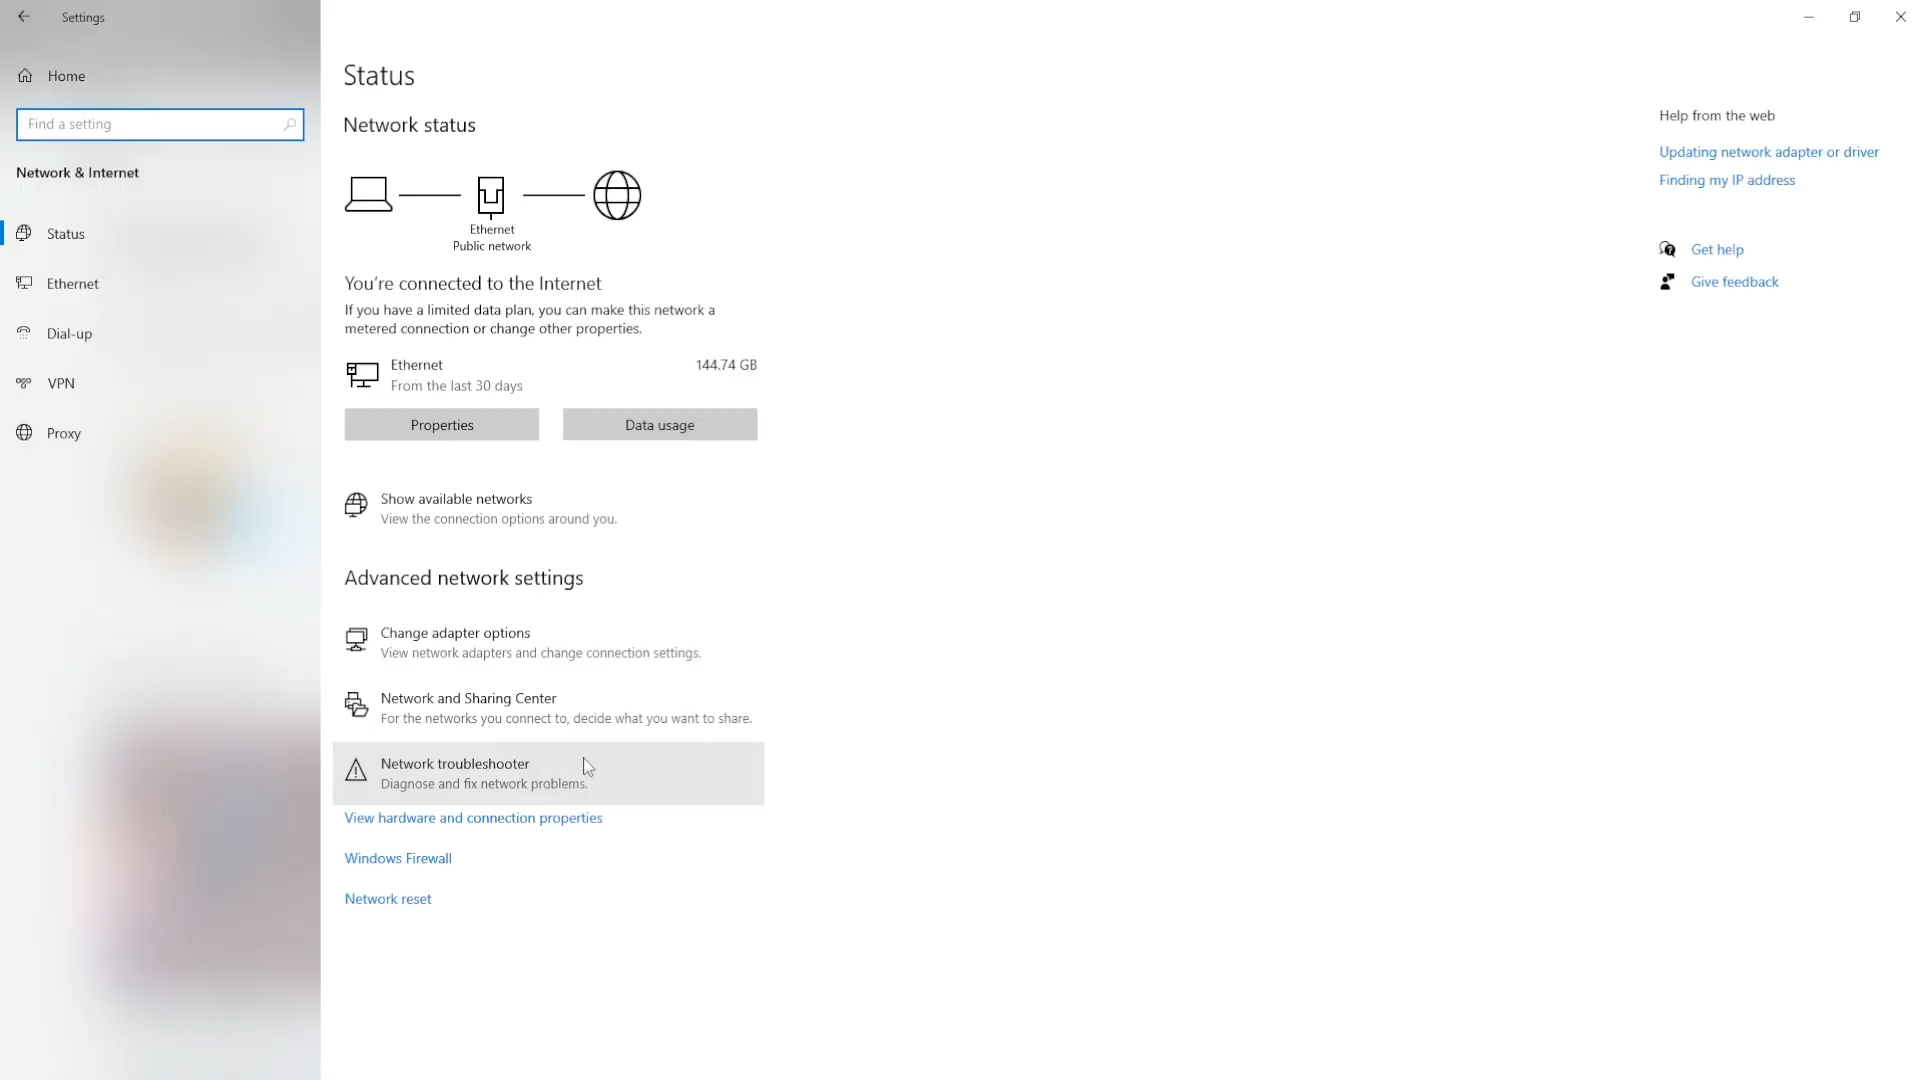 Settings
Home
Find a setting
Network & Internet
Status
Ethernet
Dial-up
VPN
Proxy
Status
Network status
Ethernet
Public network
You're connected to the Internet
If you have a limited data plan, you can make this network a
metered connection or change other properties.
Ethernet 144.74 GB
From the last 30 days
Properties Data usage
Show available networks
View the connection options around you.
Advanced network settings
Change adapter options
View network adapters and change connection settings.
Network and Sharing Center
For the networks you connect to, decide what you want to share.
Network troubleshooter
Diagnose and fix network problems.
View hardware and connection properties
Windows Firewall
Network reset
Help from the web
Updating network adapter or driver
Finding my IP address
Get help
Give feedback